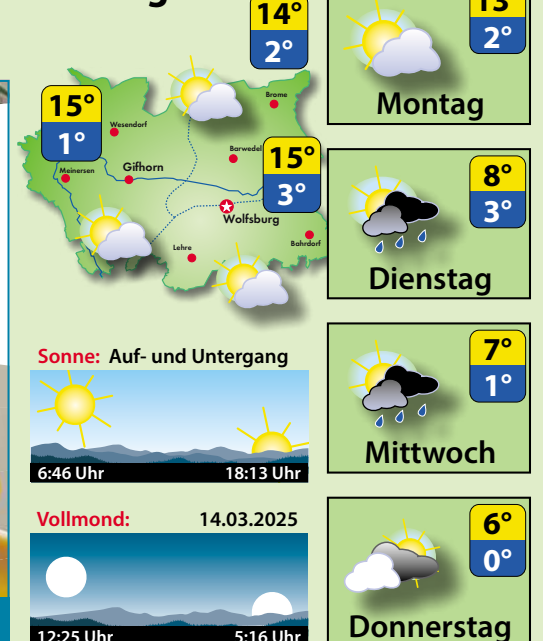 14°
2°
15°
1°
Wesendorf
Brome
Meinersen
Gifhorn
Barwedel
15°
3°
Wolfsburg
Lehre
Bahrdorf
Sonne: Auf- und Untergang
6:46 Uhr 18:13 Uhr
Vollmond: 14.03.2025
12:25 Uhr 5:16 Uhr
13°
2°
Montag
8°
3°
Dienstag
7°
1°
Mittwoch
6°
0°
Donnerstag